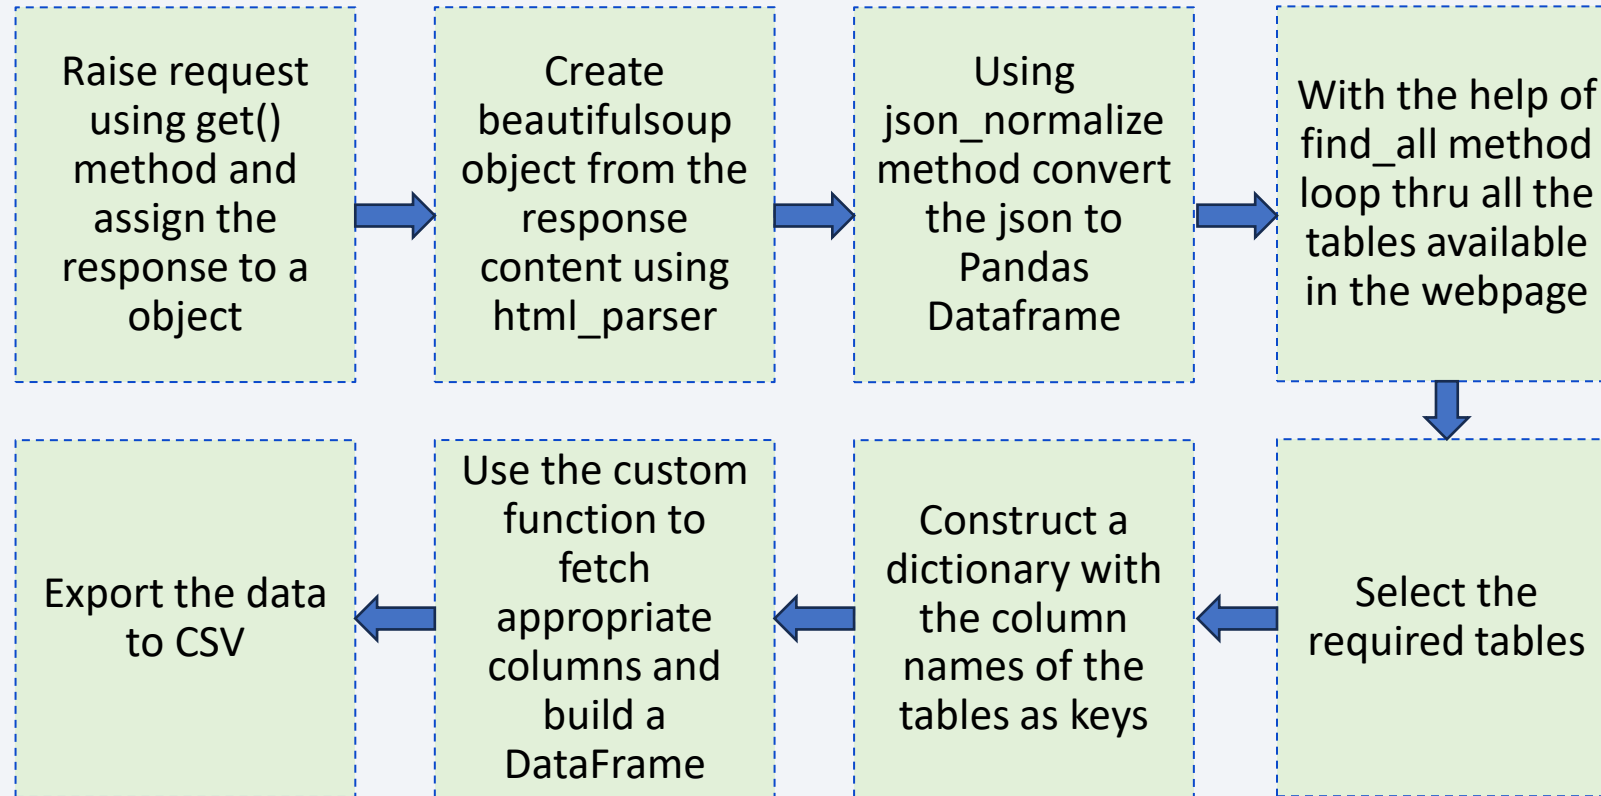 Raise request
using get()
method and
assign the
response to a
object
Create
beautifulsoup
object from the
response
content using
html_parser
Using
json_normalize
method convert
the json to
Pandas
Dataframe
With the help of
find_all method
loop thru all the
tables available
in the webpage
Select the
required tables
Construct a
dictionary with
the column
names of the
tables as keys
Use the custom
function to
fetch
appropriate
columns and
build a
DataFrame
Export the data
to CSV